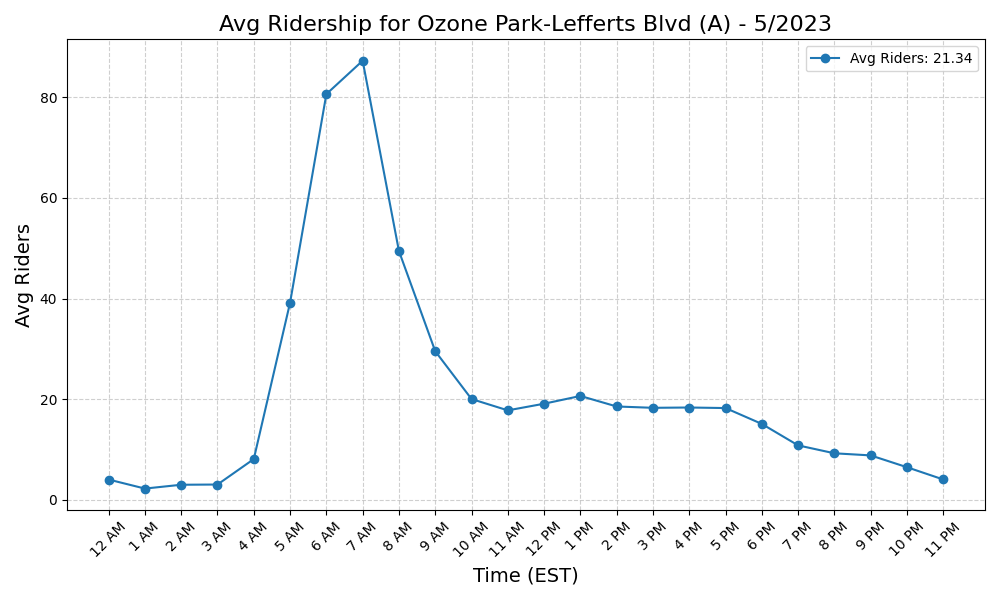 Avg Ridership for Ozone Park-Lefferts Blvd (A) - 5/2023
Avg Riders: 21.34
Avg Riders
80
60
40
20
0
12 AM 1 AM 2 AM 3 AM 4 AM 5 AM 6 AM 7 AM 8 AM 9 AM 10 AM 11 AM 12 PM 1 PM 2 PM 3 PM 4 PM 5 PM 6 PM 7 PM 8 PM 9 PM 10 PM 11 PM
Time (EST)